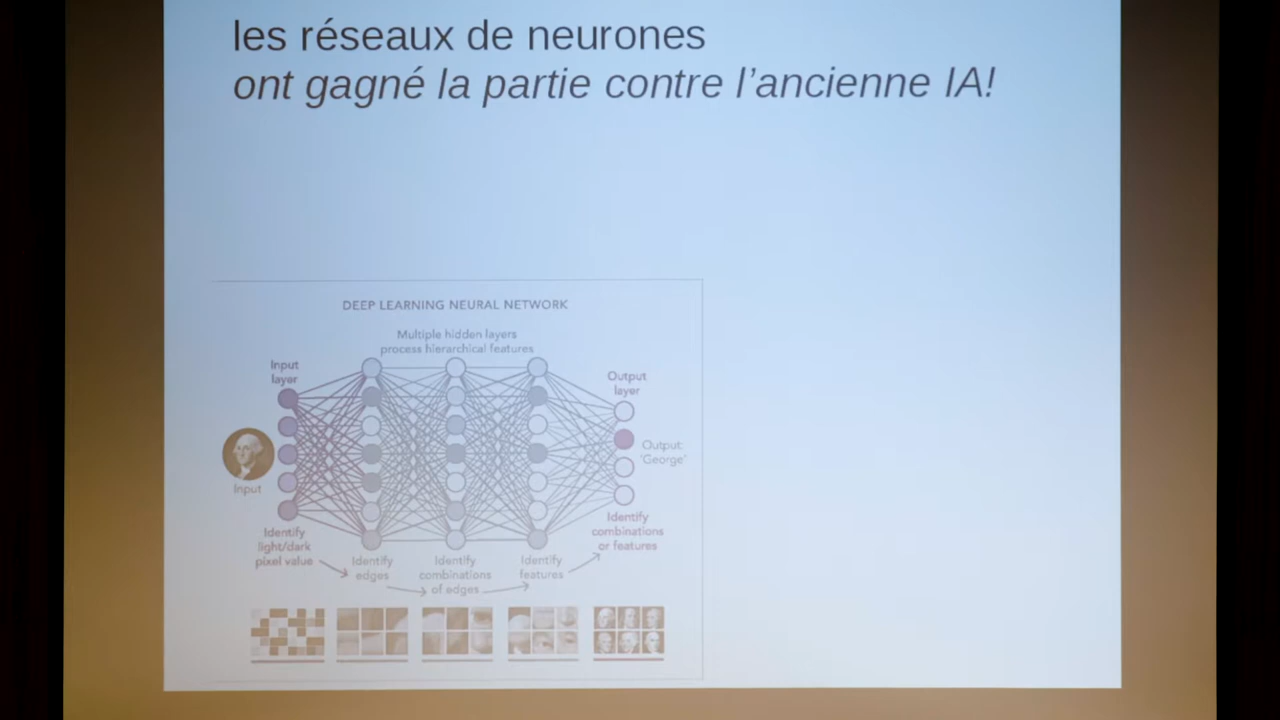 les réseaux de neurones
ont gagné la partie contre l'ancienne IA!
DEEP LEARNING NEURAL NETWORK
Multiple hidden layers
process hierarchical features
Input
layer
Output
layer
Output:
'George'
Input
Identify
light/dark
pixel value
Identify
edges
Identify
combinations
of edges
Identify
features
Identify
combinations
or features